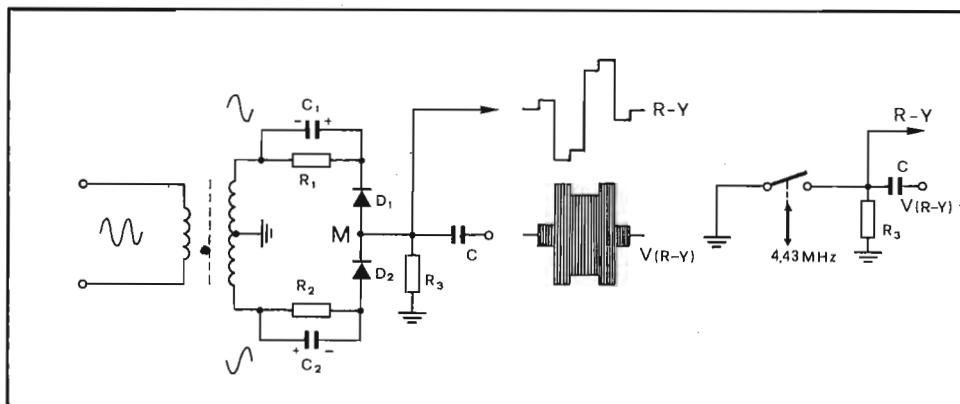 C₁
- +
R₁
D₁
M
D₂
R₂
+ -
C₂
R₃
C
R-Y
V(R-Y)
R-Y
C
V(R-Y)
R₃
4,43 MHz